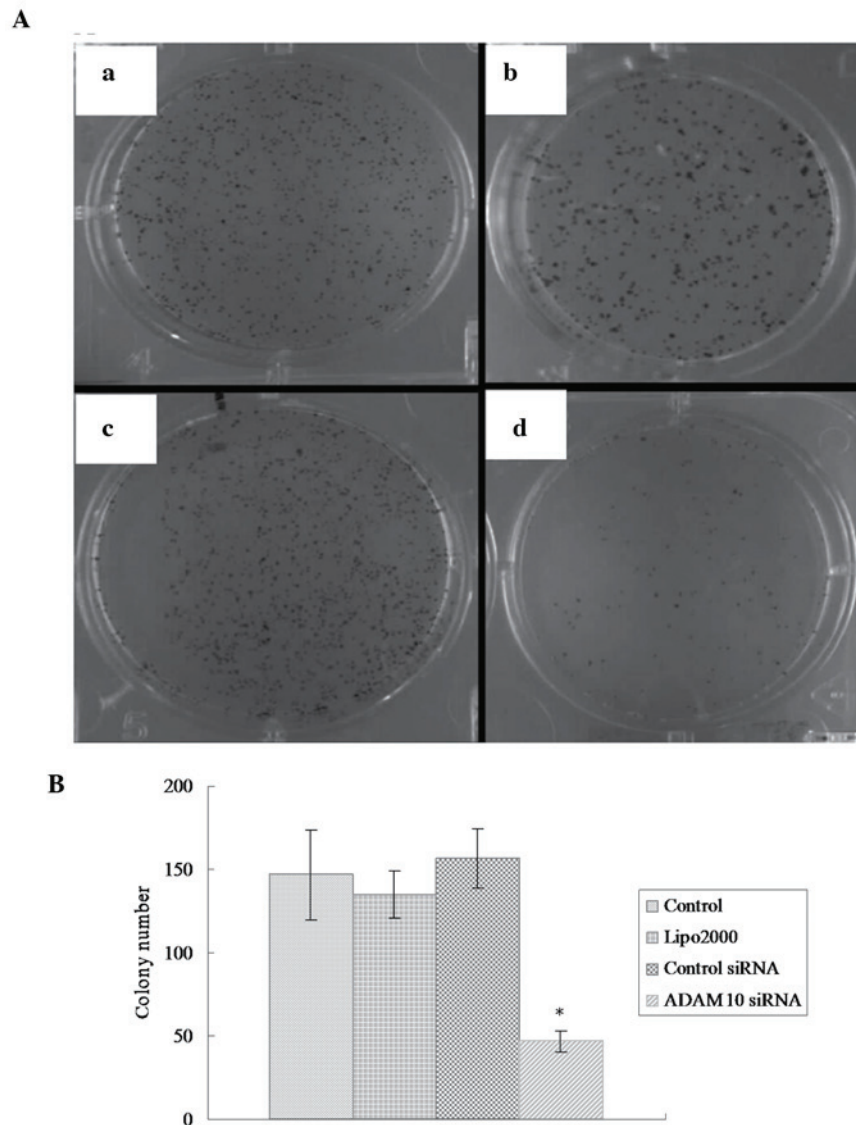 A
a
b
c
d
B
200
150
100
50
0
Colony number
*
Control
Lipo2000
Control siRNA
ADAM10 siRNA